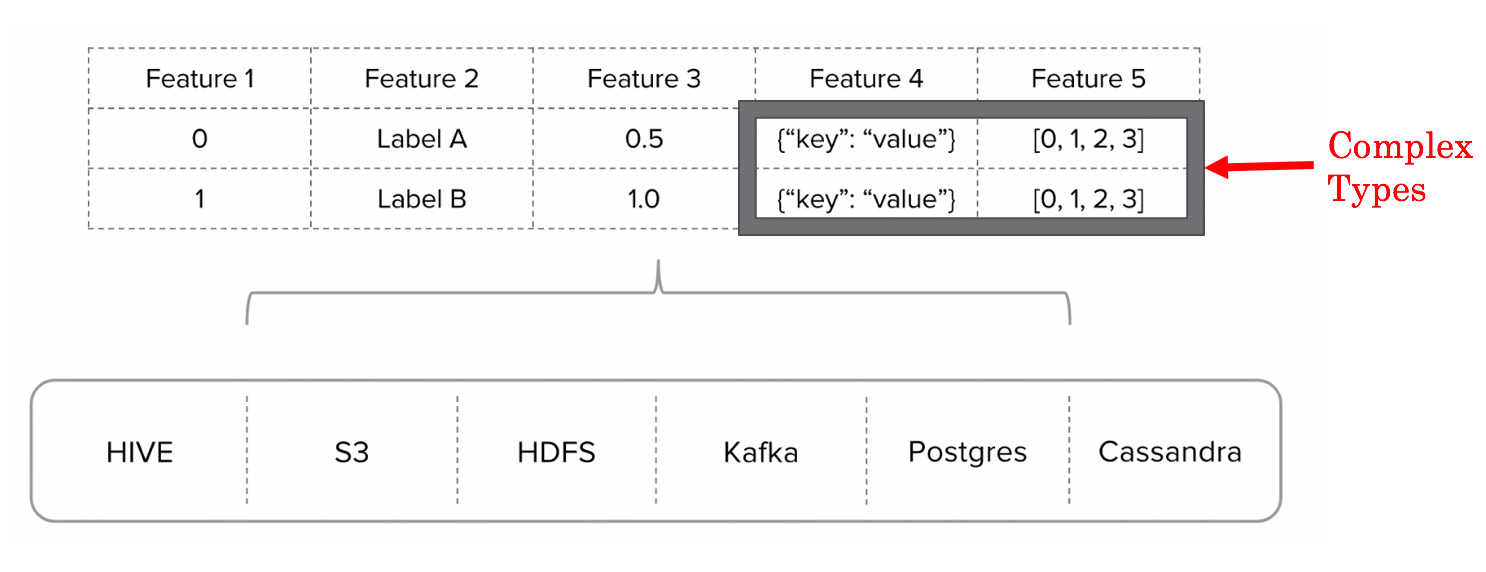 Feature 1 Feature 2 Feature 3 Feature 4 Feature 5
0 Label A 0.5 {“key”: “value”} [0, 1, 2, 3]
1 Label B 1.0 {“key”: “value”} [0, 1, 2, 3]
Complex
Types
HIVE S3 HDFS Kafka Postgres Cassandra